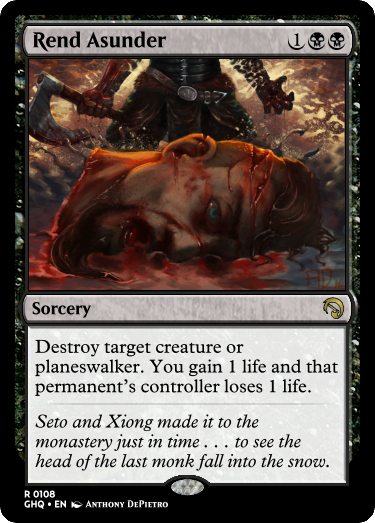 Rend Asunder 1
Sorcery
Destroy target creature or
planeswalker. You gain 1 life and that
permanent's controller loses 1 life.
Seto and Xiong made it to the
monastery just in time . . . to see the
head of the last monk fall into the snow.
R 0108
GHQ • EN Anthony DePietro